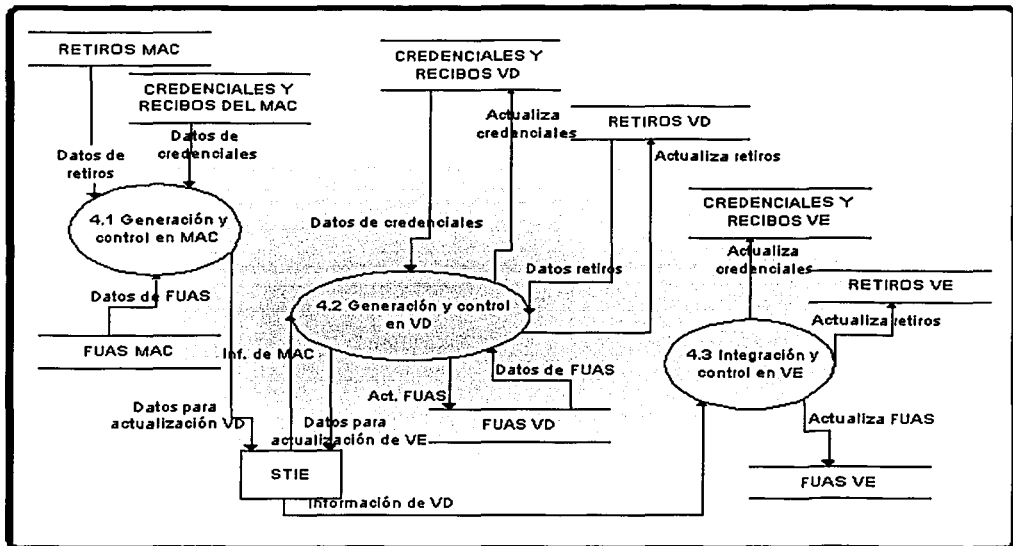 RETIROS MAC
CREDENCIALES Y
RECIBOS DEL MAC
Datos de
credenciales
Datos de
retiros
4.1 Generación y
control en MAC
Datos de FUAS
FUAS MAC
Datos para
actualización VD
STIE
Inf. de MAC
Datos para
actualización de VE
Información de VD
CREDENCIALES Y
RECIBOS VD
Actualiza
credenciales
Datos de credenciales
RETIROS VD
Actualiza retiros
Datos retiros
4.2 Generación y control
en VD
Datos de FUAS
Act. FUAS
FUAS VD
CREDENCIALES Y
RECIBOS VE
Actualiza
credenciales
RETIROS VE
Actualiza retiros
4.3 Integración y
control en VE
Actualiza FUAS
FUAS VE